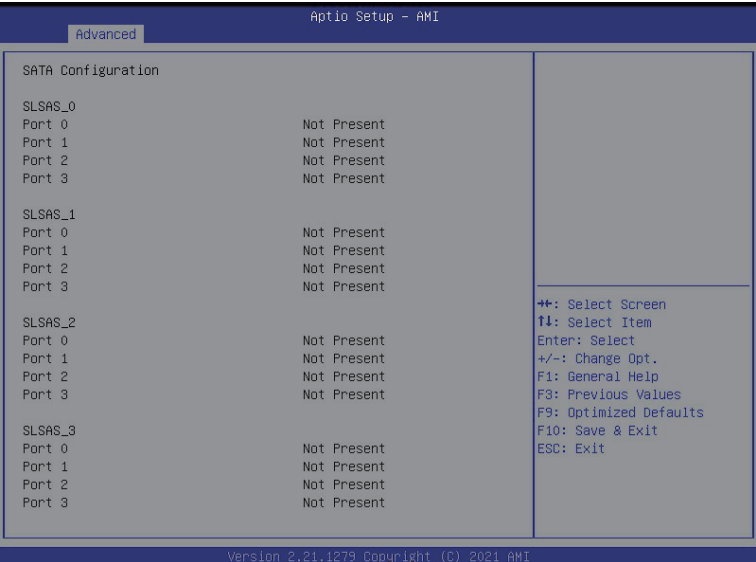 Aptio Setup – AMI
Advanced
SATA Configuration
SLSAS_0
Port 0 Not Present
Port 1 Not Present
Port 2 Not Present
Port 3 Not Present
SLSAS_1
Port 0 Not Present
Port 1 Not Present
Port 2 Not Present
Port 3 Not Present
SLSAS_2
Port 0 Not Present
Port 1 Not Present
Port 2 Not Present
Port 3 Not Present
SLSAS_3
Port 0 Not Present
Port 1 Not Present
Port 2 Not Present
Port 3 Not Present
→←: Select Screen
↑↓: Select Item
Enter: Select
+/-: Change Opt.
F1: General Help
F3: Previous Values
F9: Optimized Defaults
F10: Save & Exit
ESC: Exit
Version 2.21.1279 Copyright (C) 2021 AMI